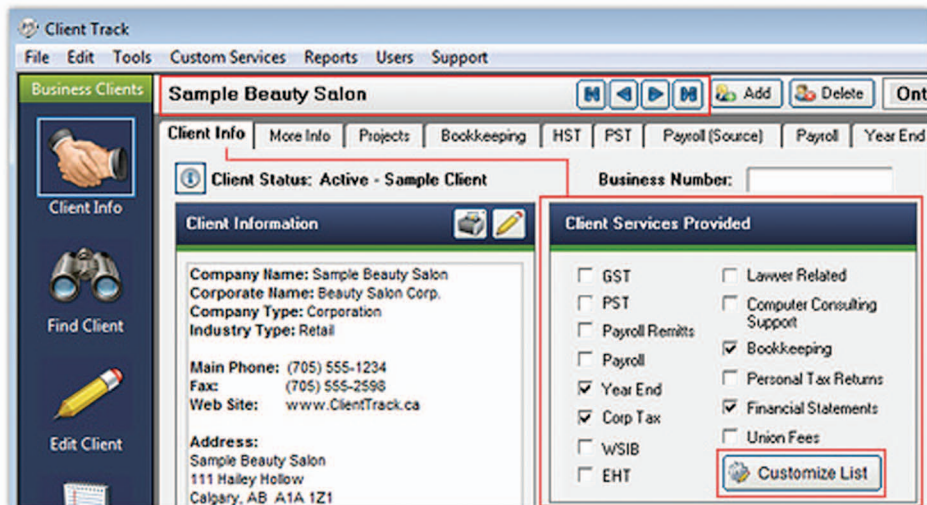 Client Track
File Edit Tools Custom Services Reports Users Support
Business Clients
Sample Beauty Salon
Add Delete Ont
Client Info More Info Projects Bookkeeping HST PST Payroll (Source) Payroll Year End
Client Info
Find Client
Edit Client
Client Status: Active - Sample Client
Business Number:
Client Information
Company Name: Sample Beauty Salon
Corporate Name: Beauty Salon Corp.
Company Type: Corporation
Industry Type: Retail
Main Phone: (705) 555-1234
Fax: (705) 555-2598
Web Site: www.ClientTrack.ca
Address:
Sample Beauty Salon
111 Hailey Hollow
Calgary, AB A1A 1Z1
Client Services Provided
GST
PST
Payroll Remitts
Payroll
Year End
Corp Tax
WSIB
EHT
Lawyer Related
Computer Consulting
Support
Bookkeeping
Personal Tax Returns
Financial Statements
Union Fees
Customize List